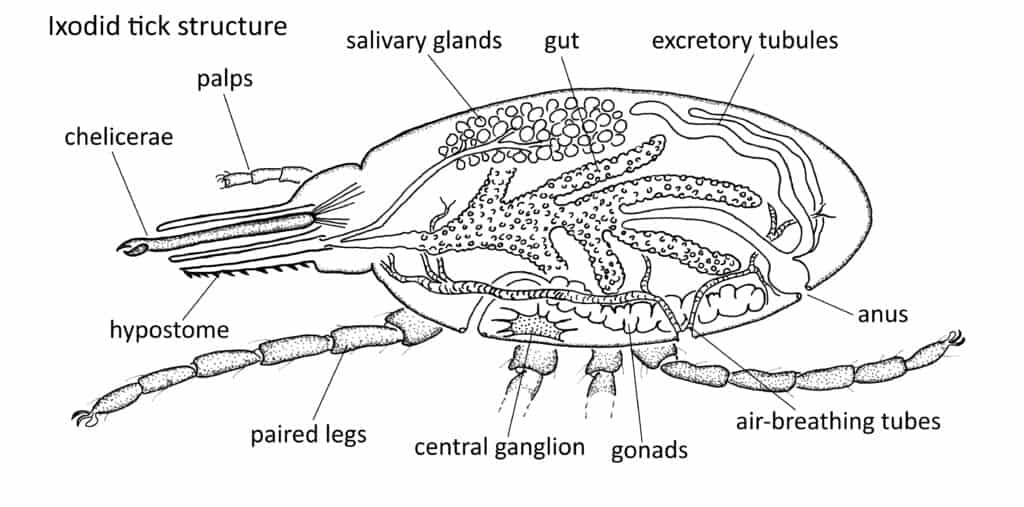 Ixodid tick structure
salivary glands
gut
excretory tubules
palps
chelicerae
hypostome
anus
paired legs
central ganglion
gonads
air-breathing tubes